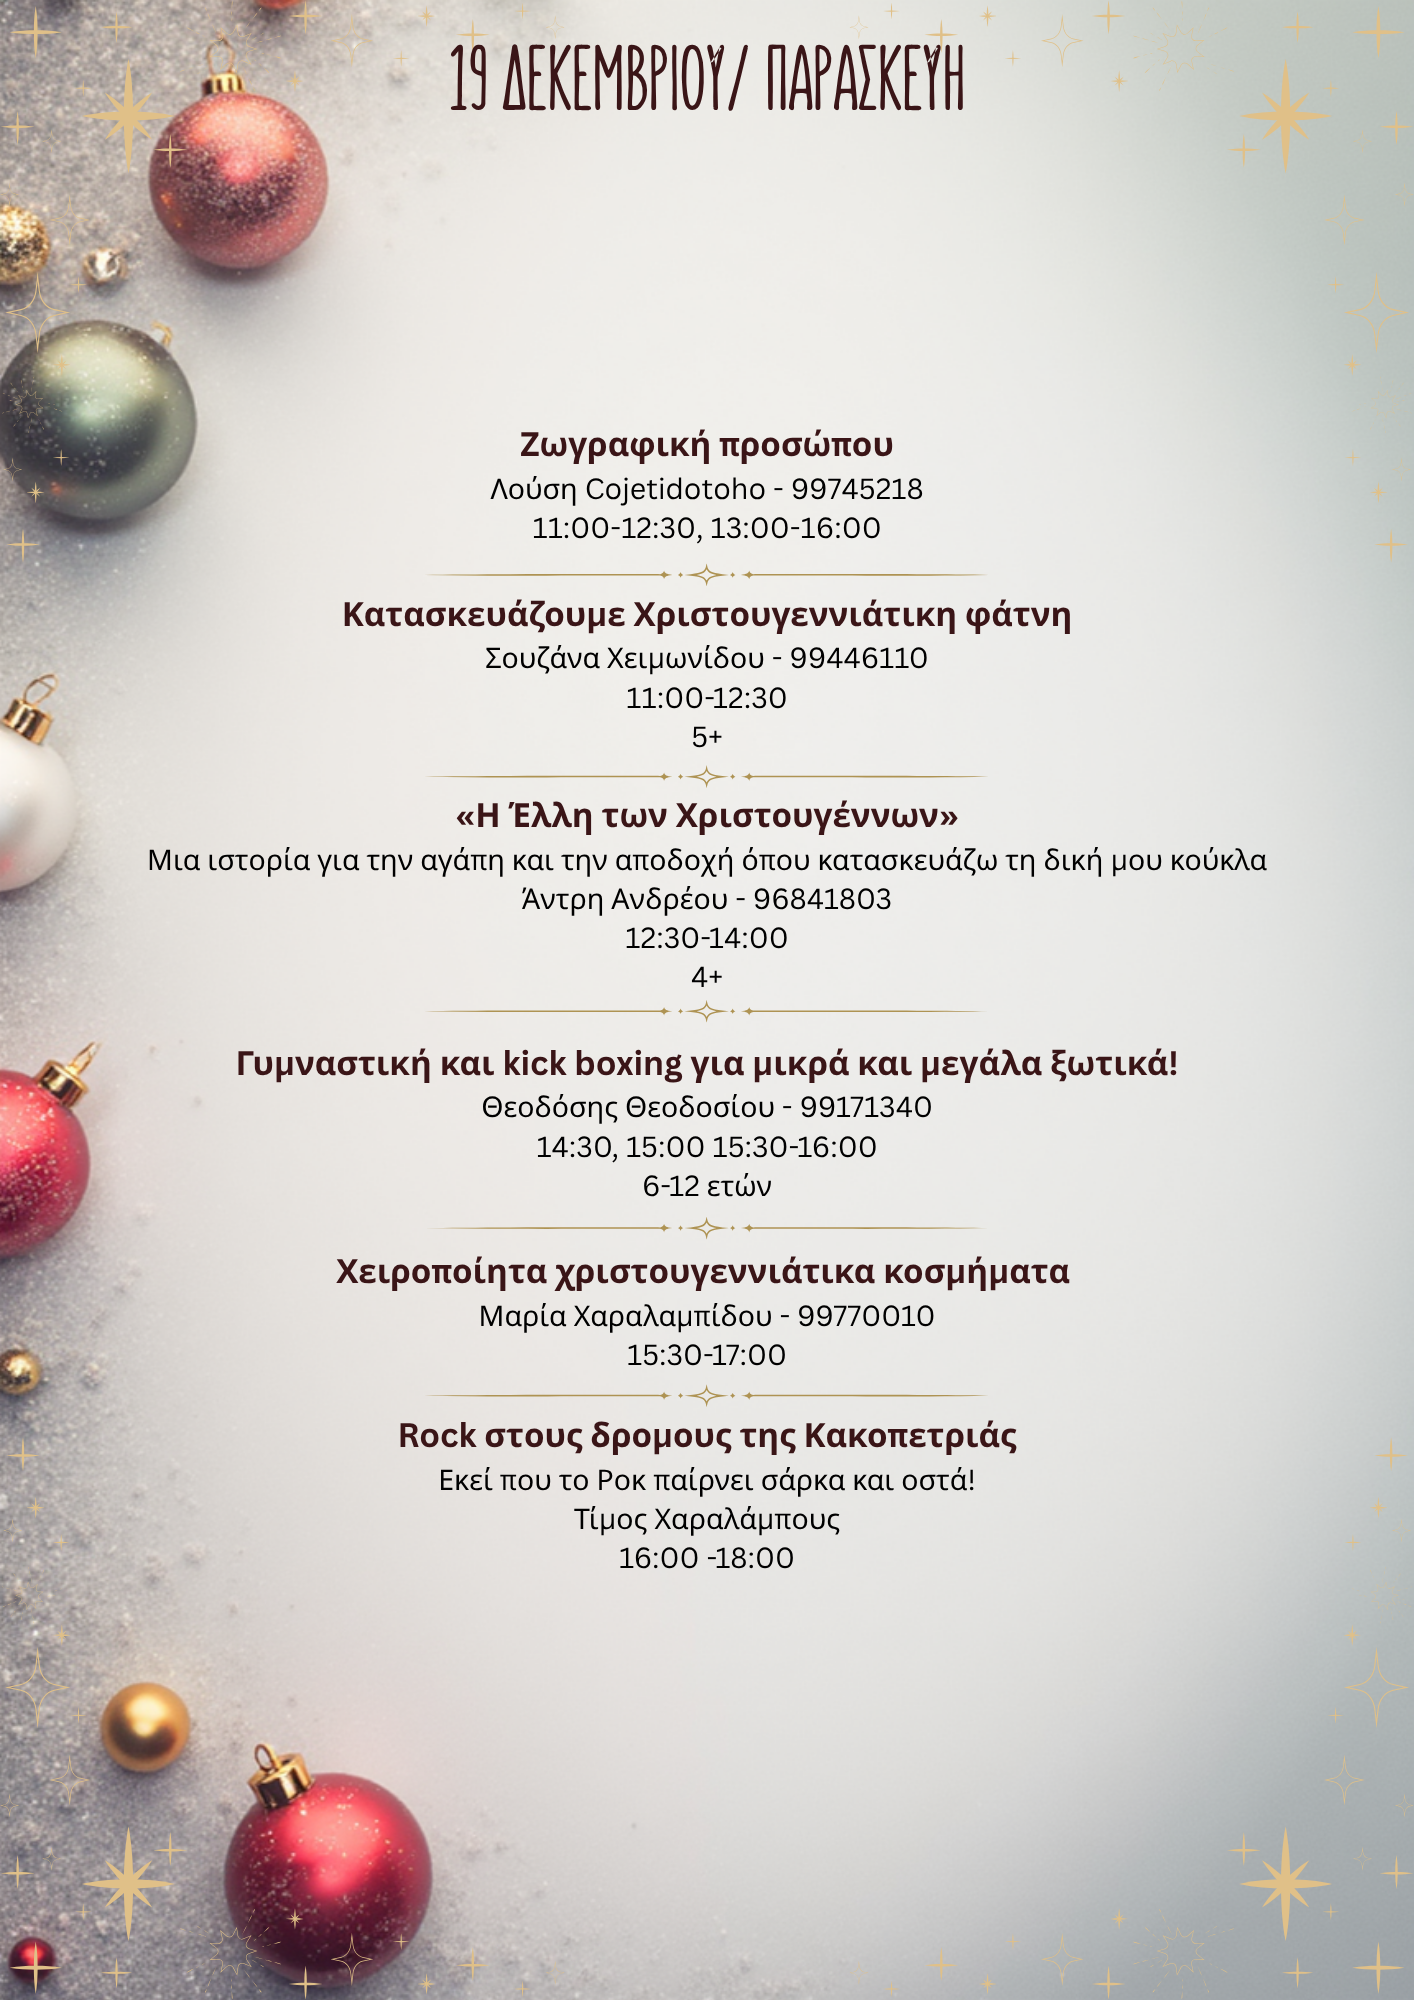 19 ΔΕΚΕΜΒΡΙΟΥ/ ΠΑΡΑΣΚΕΥΗ
Ζωγραφική προσώπου
Λούση Cojetidotoho - 99745218
11:00-12:30, 13:00-16:00
Κατασκευάζουμε Χριστουγεννιάτικη φάτνη
Σουζάνα Χειμωνίδου - 99446110
11:00-12:30
5+
«Η Έλλη των Χριστουγέννων»
Μια ιστορία για την αγάπη και την αποδοχή όπου κατασκευάζω τη δική μου κούκλα
Άντρη Ανδρέου - 96841803
12:30-14:00
4+
Γυμναστική και kick boxing για μικρά και μεγάλα ξωτικά!
Θεοδόσης Θεοδοσίου - 99171340
14:30, 15:00 15:30-16:00
6-12 ετών
Χειροποίητα χριστουγεννιάτικα κοσμήματα
Μαρία Χαραλαμπίδου - 99770010
15:30-17:00
Rock στους δρομους της Κακοπετριάς
Εκεί που το Ροκ παίρνει σάρκα και οστά!
Τίμος Χαραλάμπους
16:00 -18:00